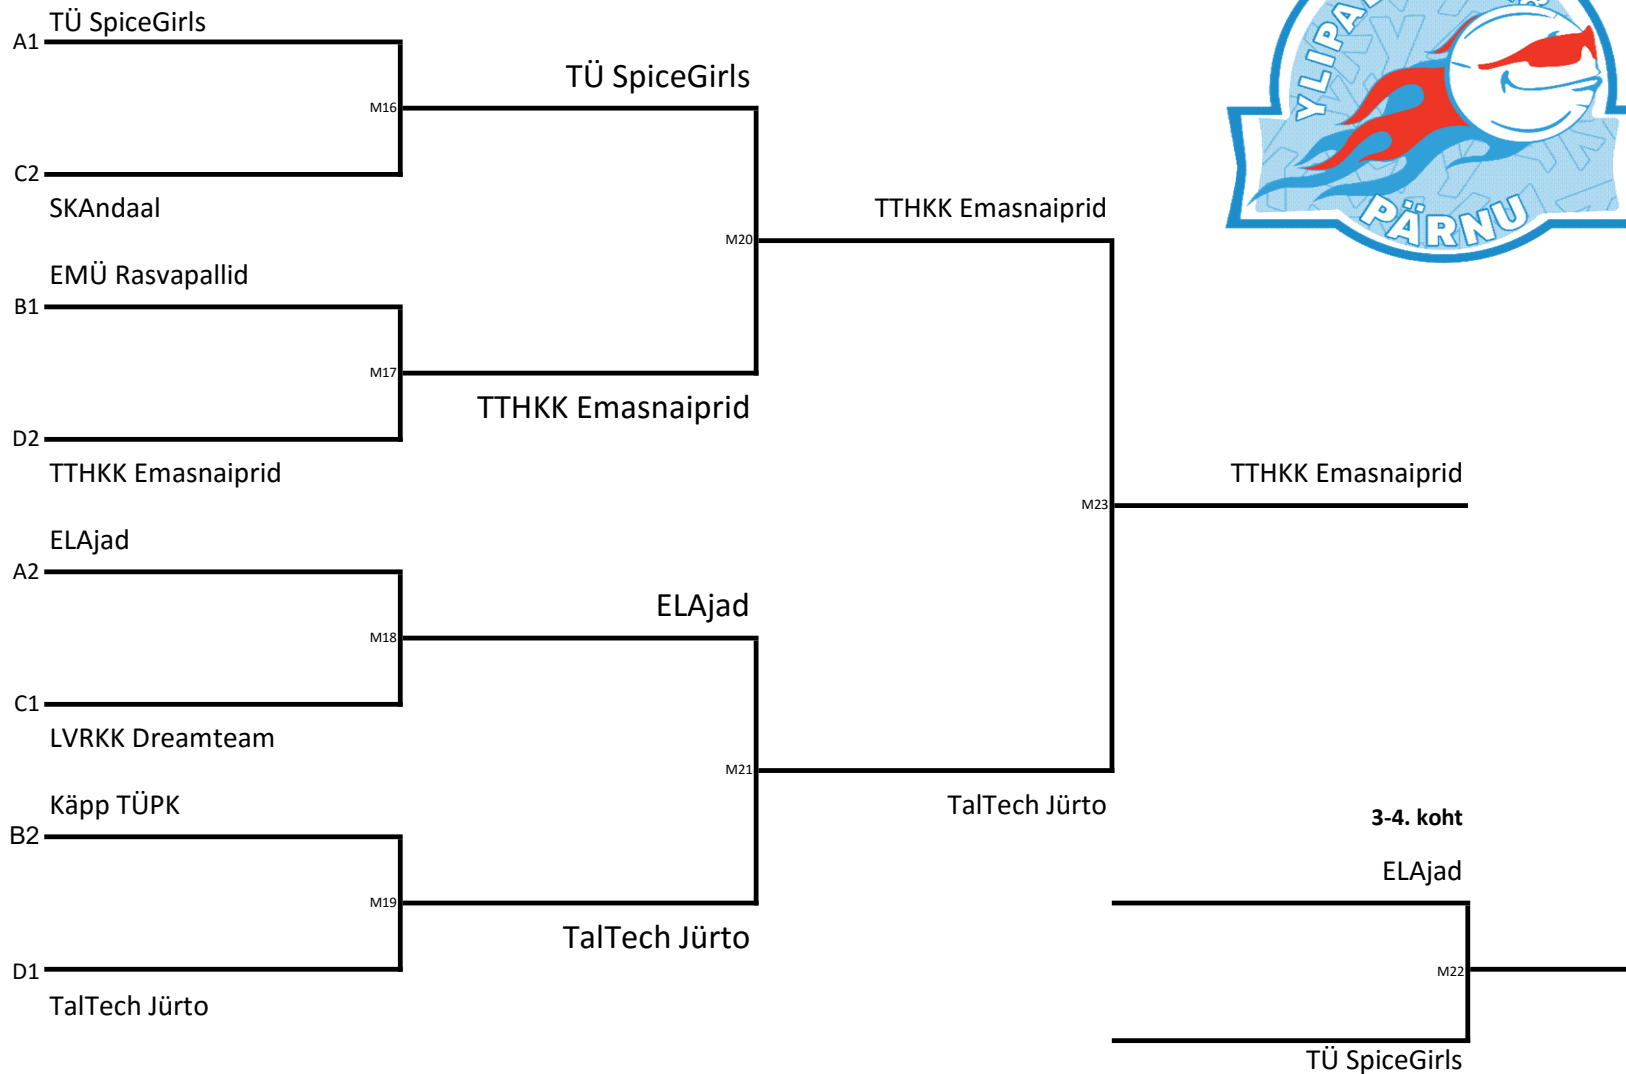 TÜ SpiceGirls
A1
TÜ SpiceGirls
M16
C2
SKAndaal
TTHKK Emasnaiprid
M20
EMÜ Rasvapallid
B1
M17
TTHKK Emasnaiprid
D2
TTHKK Emasnaiprid
TTHKK Emasnaiprid
M23
ELAjad
A2
ELAjad
M18
C1
LVRKK Dreamteam
M21
TalTech Jürto
Käpp TÜPK
B2
3-4. koht
ELAjad
M19
TalTech Jürto
D1
M22
TalTech Jürto
TÜ SpiceGirls
PÄRNU